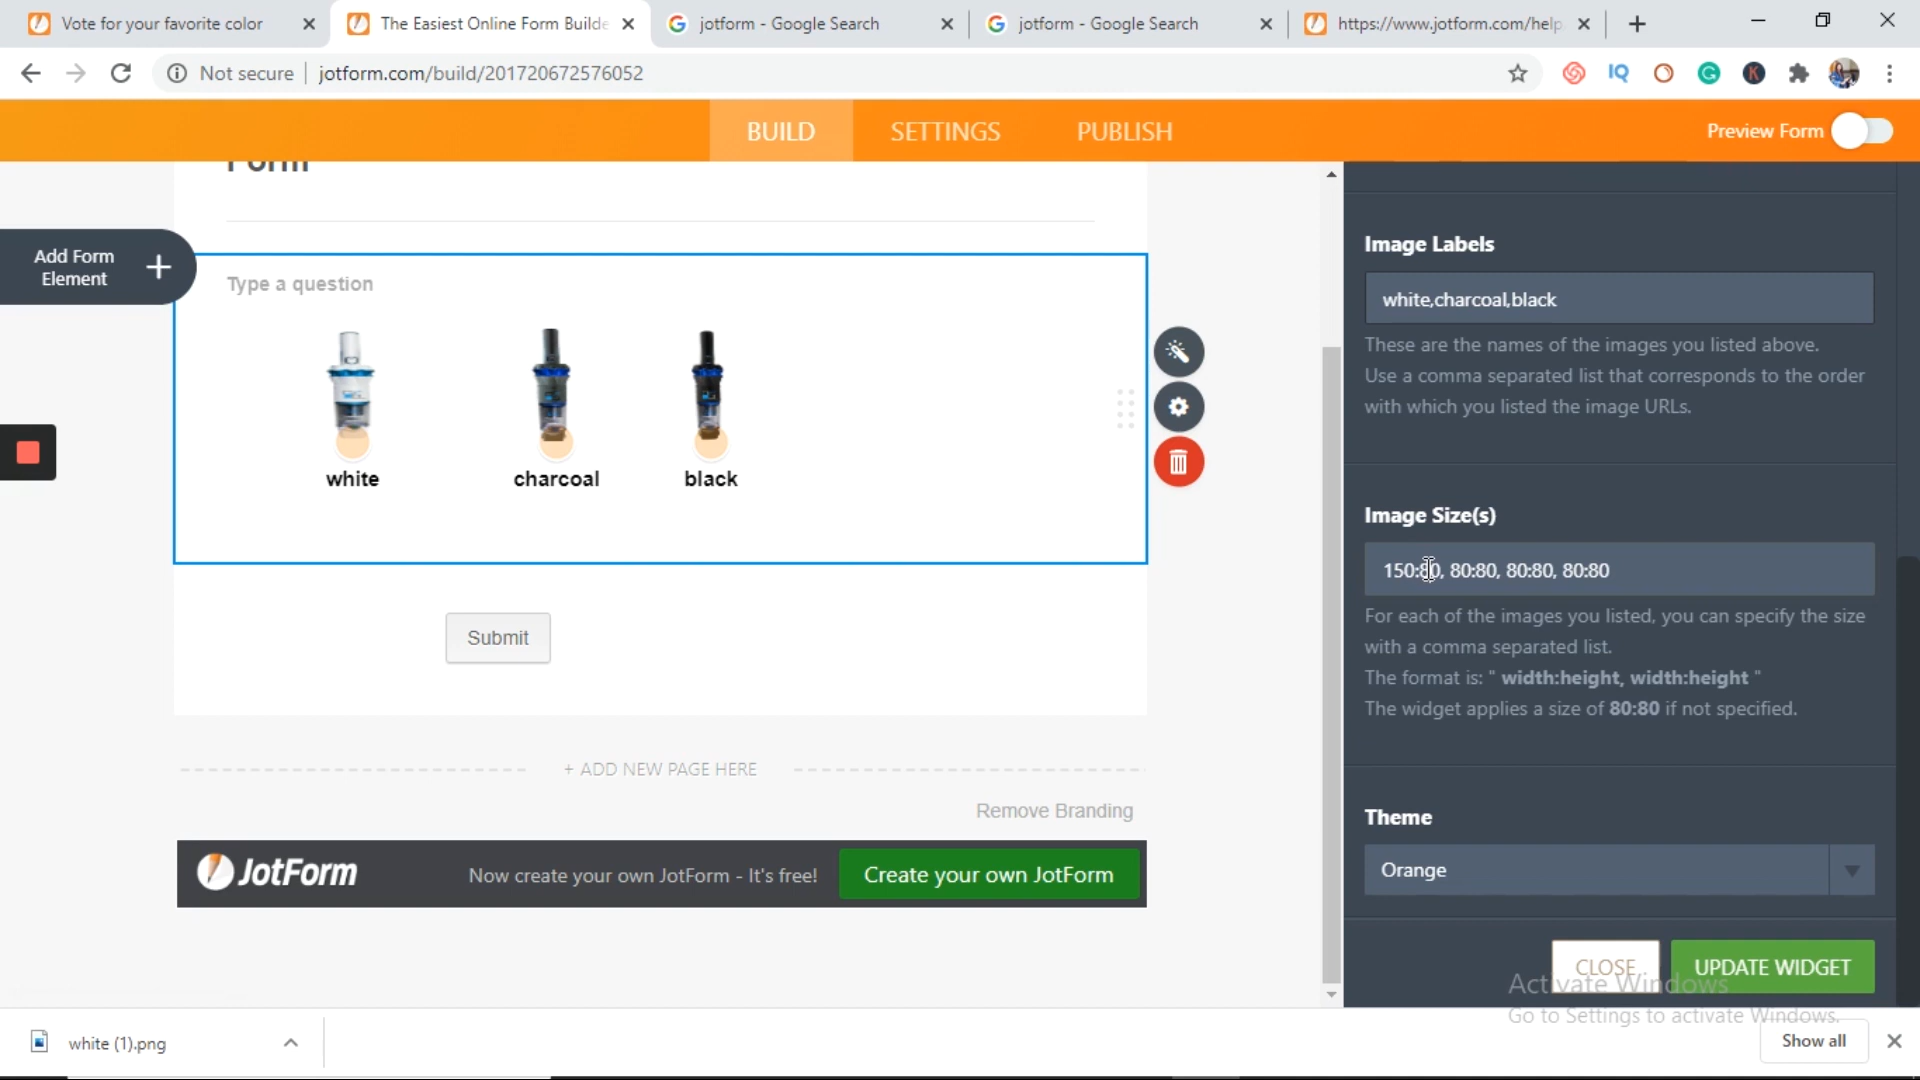 Vote for your favorite color
The Easiest Online Form Builde
jotform - Google Search
jotform - Google Search
https://www.jotform.com/help
Not secure
jotform.com/build/201720672576052
IQ
G
K
BUILD
SETTINGS
PUBLISH
Preview Form
Form
Add Form
Element
Type a question
white
charcoal
black
Submit
+ ADD NEW PAGE HERE
Remove Branding
JotForm
Now create your own JotForm - It's free!
Create your own JotForm
Image Labels
white,charcoal,black
These are the names of the images you listed above.
Use a comma separated list that corresponds to the order
with which you listed the image URLs.
Image Size(s)
150:80, 80:80, 80:80, 80:80
For each of the images you listed, you can specify the size
with a comma separated list.
The format is: " width:height, width:height "
The widget applies a size of 80:80 if not specified.
Theme
Orange
CLOSE
UPDATE WIDGET
Activate Windows
Go to Settings to activate Windows.
white (1).png
Show all